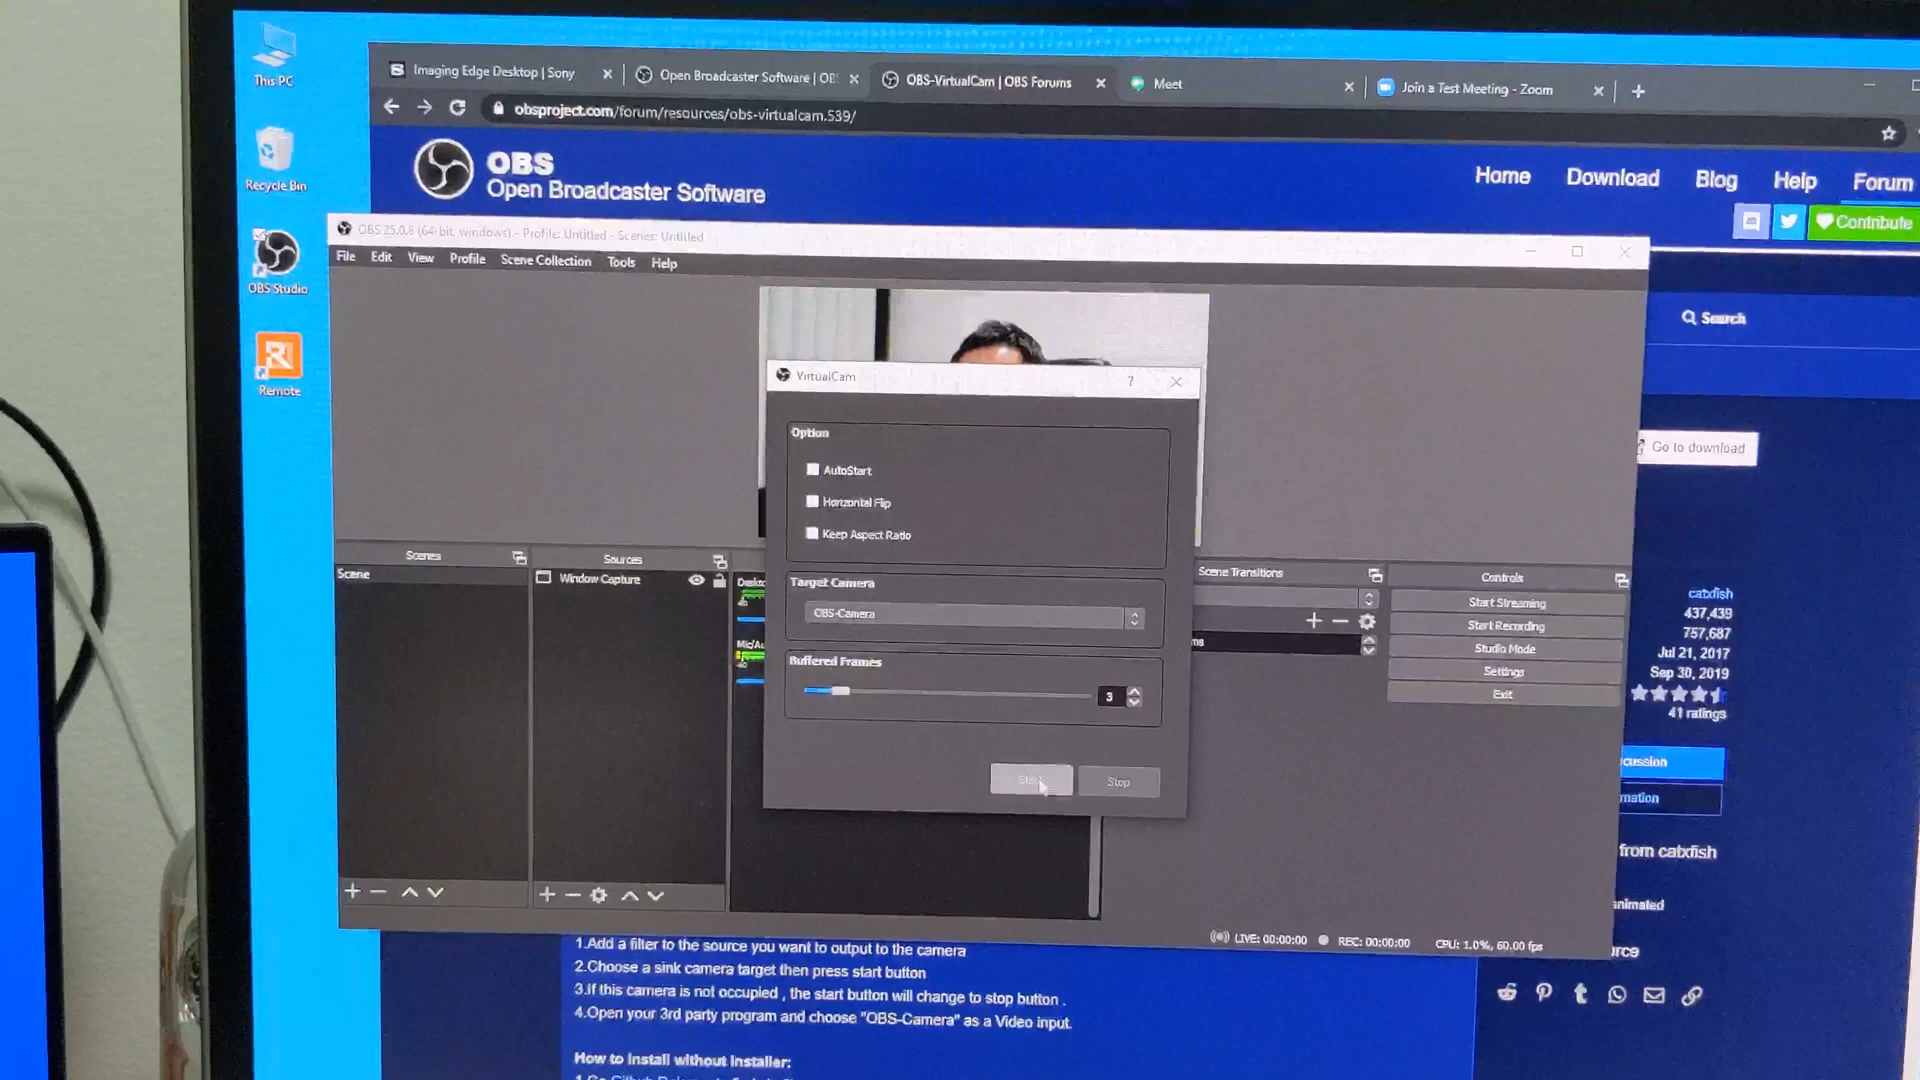 This PC
Recycle Bin
OBS Studio
Remote
Imaging Edge Desktop | Sony
Open Broadcaster Software | OBS
OBS-VirtualCam | OBS Forums
Meet
Join a Test Meeting - Zoom
obsproject.com/forum/resources/obs-virtualcam.539/
OBS
Open Broadcaster Software
Home Download Blog Help Forum
Contribute
OBS 25.0.8 (64-bit, windows) - Profile: Untitled - Scenes: Untitled
File Edit View Profile Scene Collection Tools Help
Search
Go to download
VirtualCam
?
Option
AutoStart
Horizontal Flip
Keep Aspect Ratio
Target Camera
OBS-Camera
Buffered Frames
3
Start
Stop
Scenes
Scene
Sources
Window Capture
Deskto
Mic/Au
Scene Transitions
ms
Controls
Start Streaming
Start Recording
Studio Mode
Settings
Exit
catxfish
437,439
757,687
Jul 21, 2017
Sep 30, 2019
41 ratings
cussion
mation
from catxfish
animated
urce
LIVE: 00:00:00 REC: 00:00:00 CPU: 1.0%, 60.00 fps
1.Add a filter to the source you want to output to the camera
2.Choose a sink camera target then press start button
3.If this camera is not occupied , the start button will change to stop button .
4.Open your 3rd party program and choose "OBS-Camera" as a Video input.
How to Install without installer: